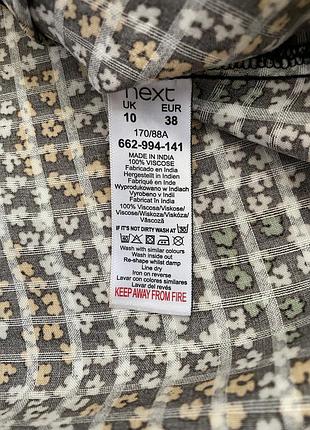 next
UK EUR
10 38
170/88A
662-994-141
MADE IN INDIA
100% VISCOSE
Fabricado en India
Hergestellt in Indien
Fabriqué en Inde
Wyprodukowano w Indiach
Vyrobeno v Indii
Fabricat în India
100% Viscosa/Viskose/
Viscose/Wiskoza/Viskóza/
Vâscoză
IF IT'S NOT DIRTY WASH AT 30
Wash with similar colours
Wash inside out
Re-shape whilst damp
Line dry
Iron on reverse
Lavar con colores similares
Lavar del revés
KEEP AWAY FROM FIRE